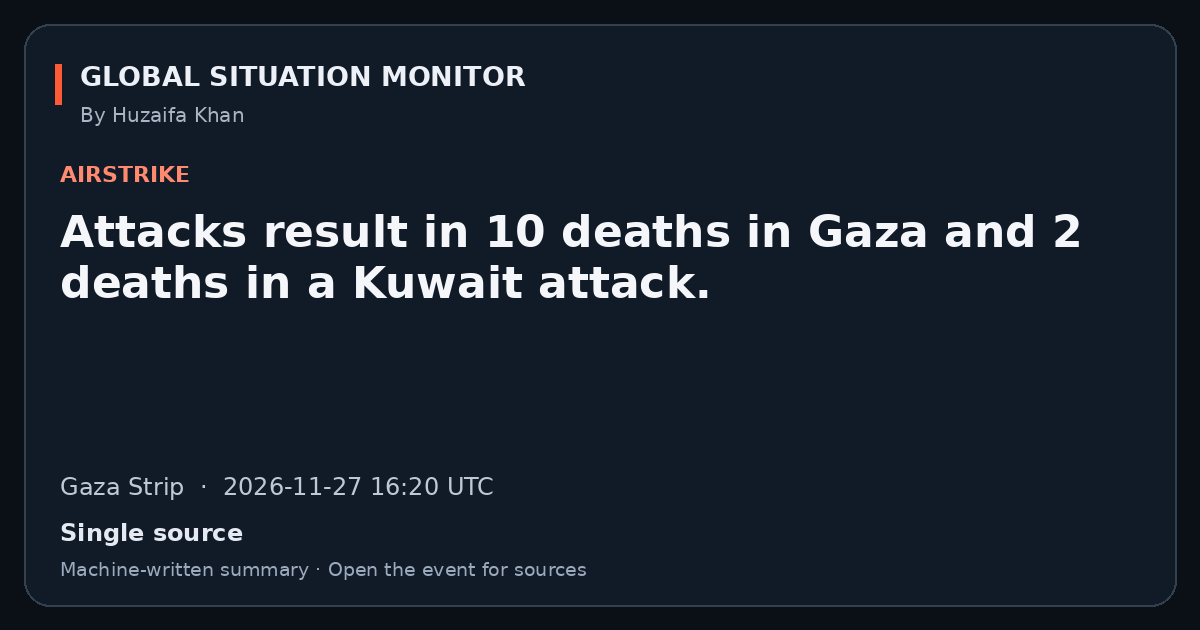 GLOBAL SITUATION MONITOR
By Huzaifa Khan
AIRSTRIKE
Attacks result in 10 deaths in Gaza and 2
deaths in a Kuwait attack.
Gaza Strip · 2026-11-27 16:20 UTC
Single source
Machine-written summary · Open the event for sources